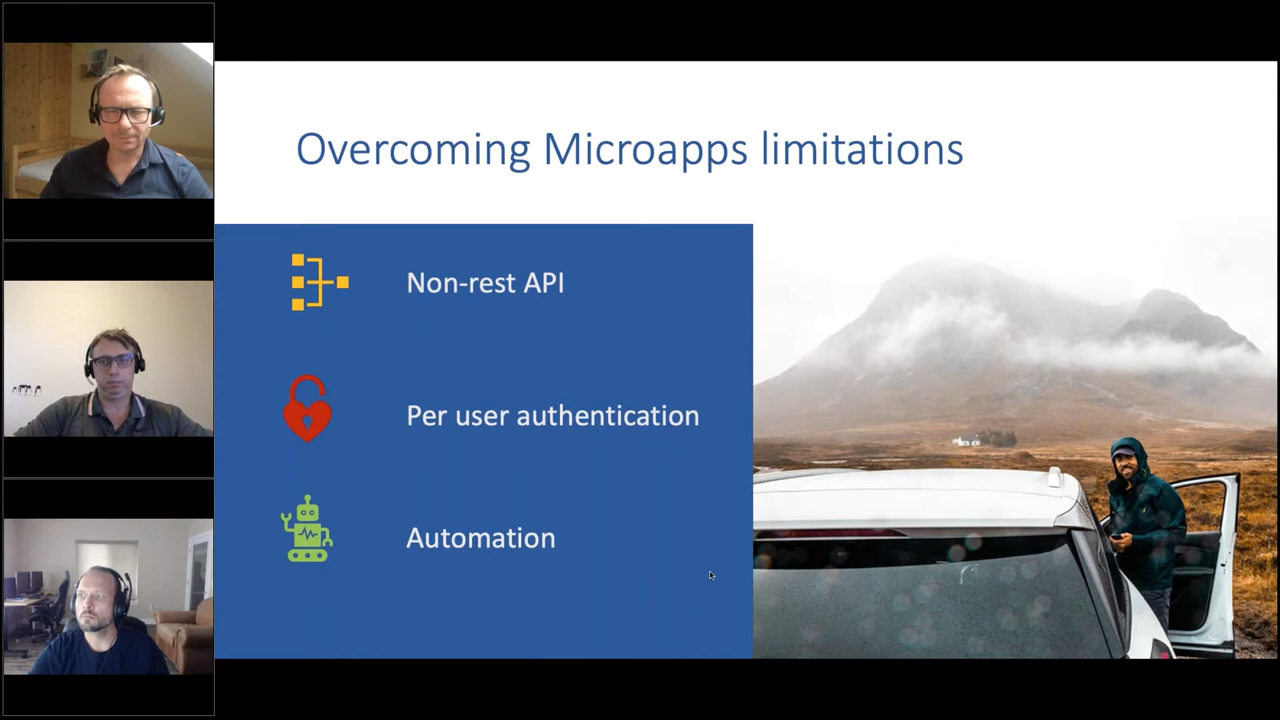 Overcoming Microapps limitations
Non-rest API
Per user authentication
Automation